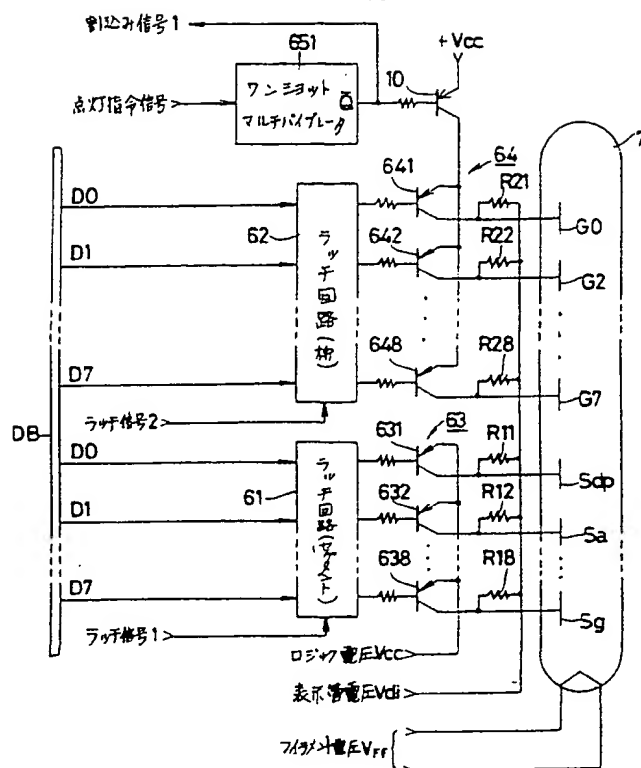 割込み信号1
651
+Vcc
10
点灯指令信号
ワンショット
マルチバイブレータ
Q̅
7
64
641
R21
D0
G0
62
642
R22
D1
ラッチ回路(桁)
G2
648
R28
D7
G7
ラッチ信号2
DB
631
63
R11
D0
Sdp
61
632
R12
D1
ラッチ回路(セグメント)
Sa
638
R18
D7
Sg
ラッチ信号1
ロジック電圧Vcc
表示管電圧Vdi
フィラメント電圧VFF